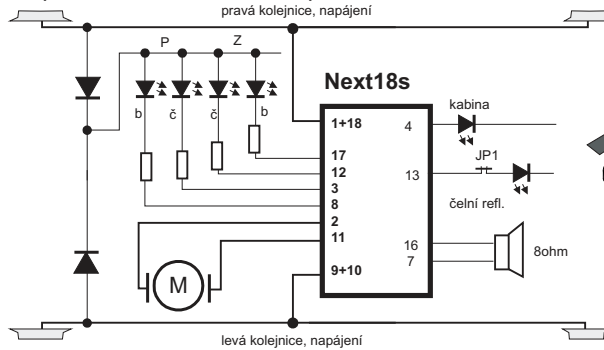 pravá kolejnice, napájení
P
Z
Next18s
b
č
č
b
1+18
17
12
3
8
2
11
9+10
4
13
16
7
kabina
JP1
čelní refl.
8ohm
M
levá kolejnice, napájení